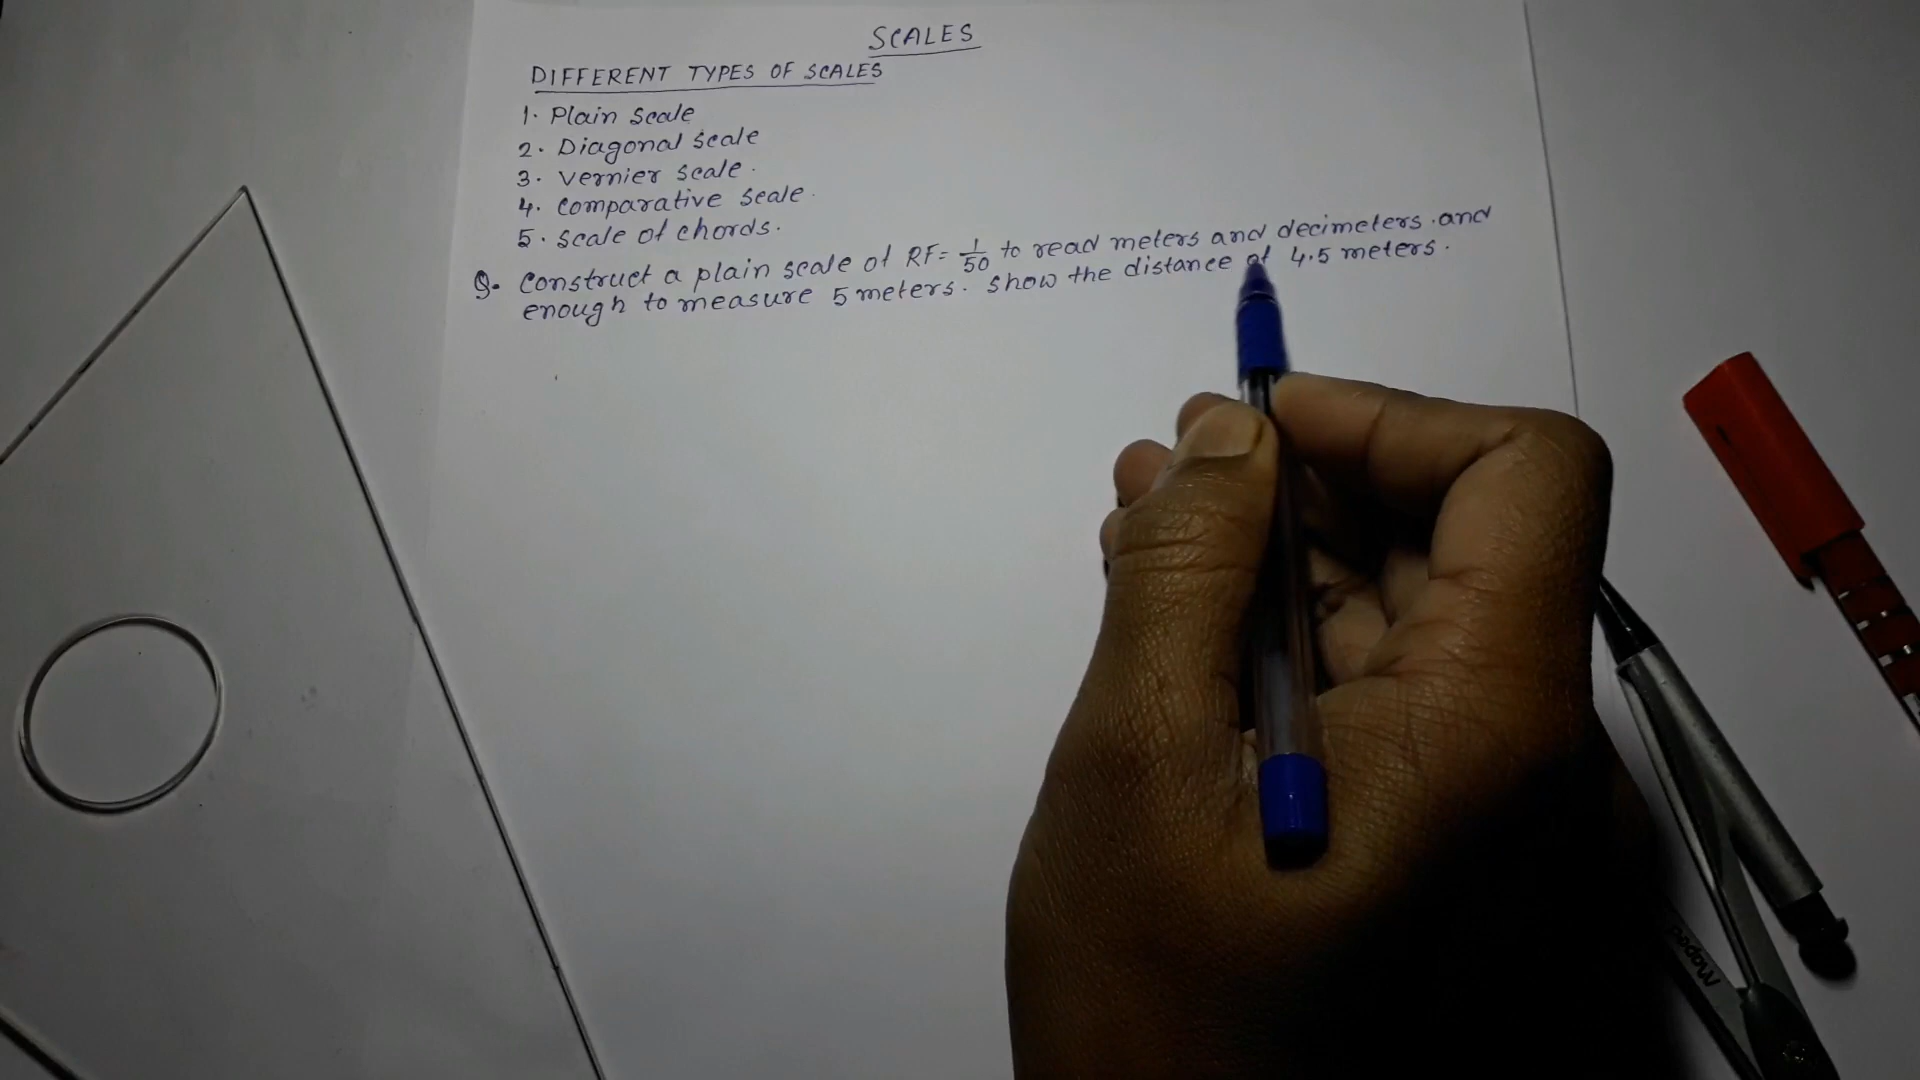 SCALES
DIFFERENT TYPES OF SCALES
1. Plain scale
2. Diagonal scale
3. Vernier scale.
4. Comparative scale.
5. Scale of chords.
Q. Construct a plain scale of RF= 1/50 to read meters and decimeters. and
enough to measure 5 meters. Show the distance of 4.5 meters.
Maped